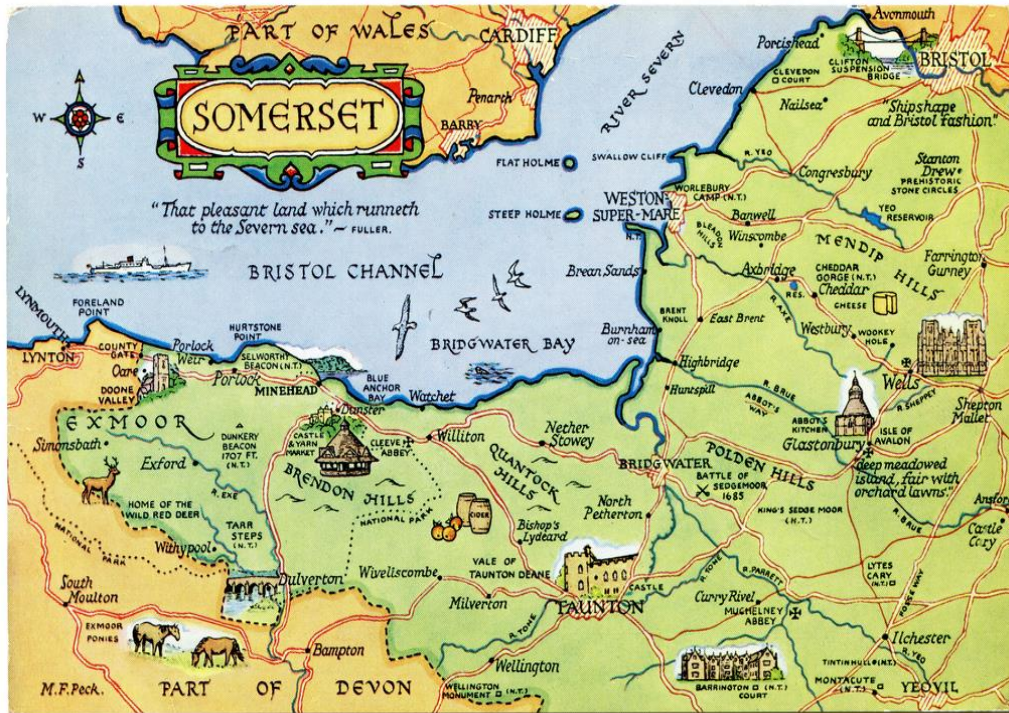 PART OF WALES
CARDIFF
Penarth
BARRY
W
E
S
SOMERSET
"That pleasant land which runneth
to the Severn sea." ~ FULLER.
RIVER SEVERN
FLAT HOLME
STEEP HOLME
SWALLOW CLIFF
BRISTOL CHANNEL
BRIDGWATER BAY
Avonmouth
Portishead
CLIFTON
SUSPENSION
BRIDGE
BRISTOL
CLEVEDON
COURT
Clevedon
Nailsea
"Shipshape
and Bristol fashion".
R. YEO
Congresbury
Stanton
Drew
PREHISTORIC
STONE CIRCLES
WORLEBURY
CAMP (N.T.)
WESTON-
SUPER-MARE
N.T.
Banwell
YEO
RESERVOIR
BLEADON
HILLS
Winscombe
MENDIP HILLS
Farrington
Gurney
Brean Sands
Axbridge
CHEDDAR
GORGE (N.T.)
RES.
Cheddar
CHEESE
R. AXE
BRENT
KNOLL
East Brent
Westbury
WOOKEY
HOLE
Burnham
on-sea
Highbridge
Wells
Huntspill
R. BRUE
R. SHEPPEY
Shepton
Mallet
ABBOT'S
WAY
ABBOT'S
KITCHEN
ISLE OF
AVALON
Glastonbury
"deep meadowed
island, fair with
orchard lawns."
LYNMOUTH
FORELAND
POINT
LYNTON
COUNTY
GATE
Oare
DOONE
VALLEY
Porlock
Weir
HURTSTONE
POINT
SELWORTHY
BEACON (N.T.)
Porlock
MINEHEAD
BLUE
ANCHOR
BAY
Watchet
Dunster
EXMOOR
Simonsbath
DUNKERY
BEACON
1707 FT.
(N.T.)
CASTLE
& YARN
MARKET
CLEEVE
ABBEY
Williton
Nether
Stowey
BRIDGWATER
POLDEN HILLS
BATTLE OF
SEDGEMOOR,
1685
Exford
R. EXE
BRENDON HILLS
QUANTOCK
HILLS
CIDER
HOME OF THE
WILD RED DEER
NATIONAL PARK
North
Petherton
KING'S SEDGE MOOR
(N.T.)
R. BRUE
Ansfor
Castle
Cary
TARR
STEPS
(N.T.)
Bishop's
Lydeard
NATIONAL
PARK
Withypool
Dulverton
Wiveliscombe
VALE OF
TAUNTON DEANE
CASTLE
R. TONE
R. PARRETT
LYTES
CARY
(N.T.)
FOSSE WAY
South
Moulton
Milverton
TAUNTON
Curry Rivel
MUCHELNEY
ABBEY
EXMOOR
PONIES
R. TONE
Ilchester
Bampton
Wellington
R. YEO
TINTINHULL (N.T.)
M.F. Peck.
PART OF DEVON
WELLINGTON
MONUMENT (N.T.)
BARRINGTON (N.T.)
COURT
MONTACUTE
(N.T.)
YEOVIL